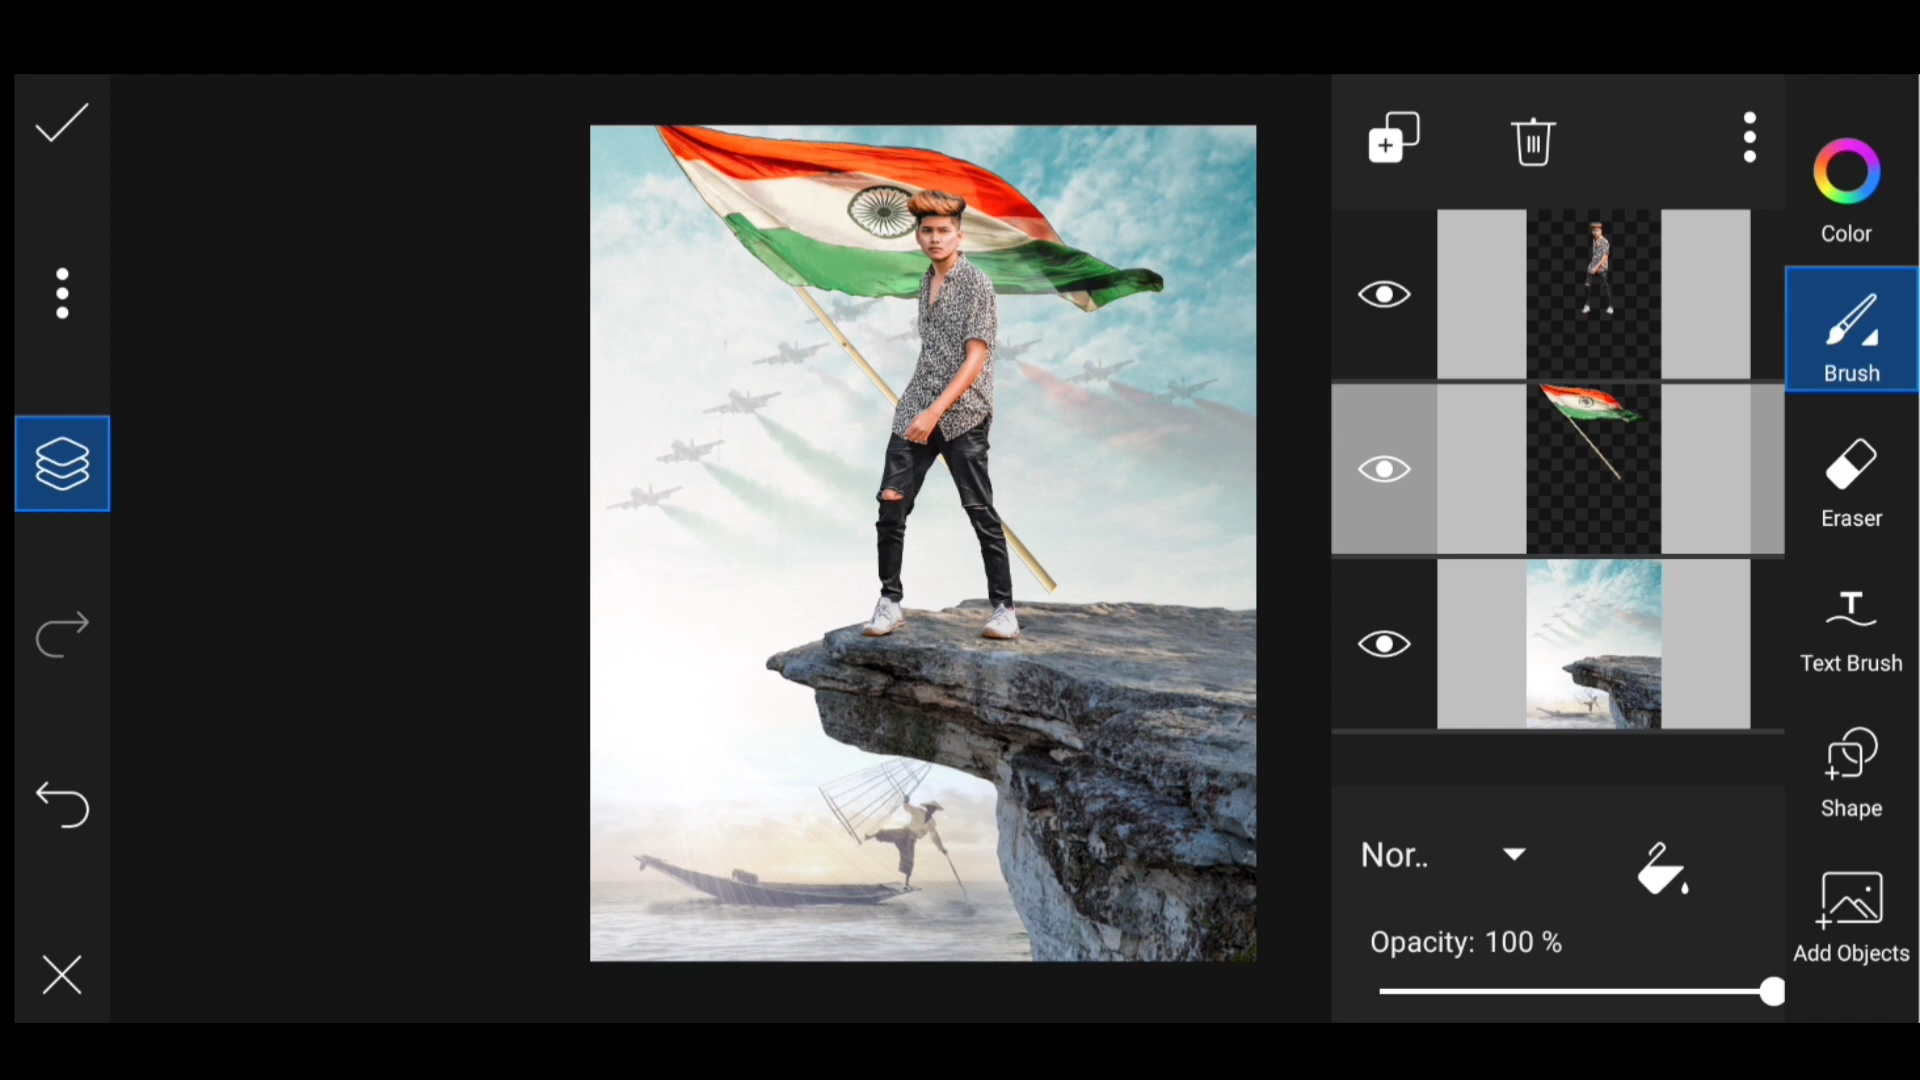 Color
Brush
Eraser
Text Brush
Shape
Add Objects
Nor..
Opacity: 100 %